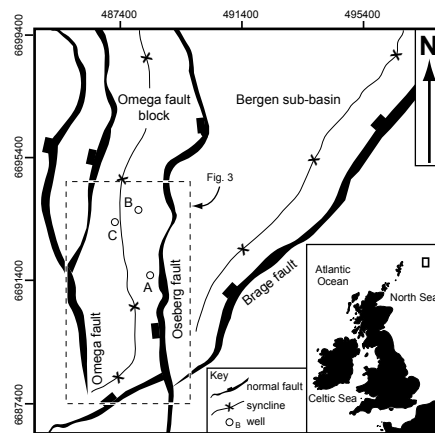 487400 491400 495400
6699400
6695400
6691400
6687400
N
Omega fault
block
Bergen sub-basin
Fig. 3
B
C
A
Omega fault
Oseberg fault
Brage fault
Key
normal fault
syncline
B well
Atlantic
Ocean
North Sea
Celtic Sea